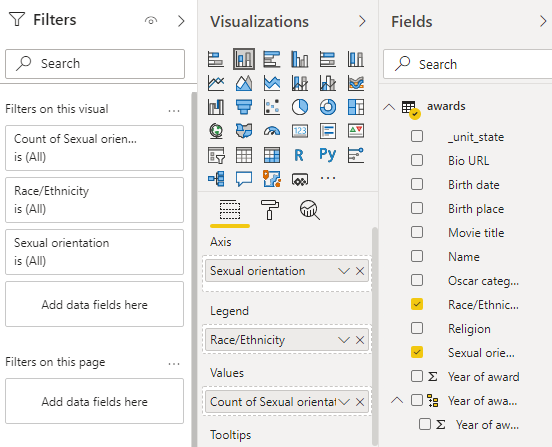 Filters
Search
Filters on this visual ...
Count of Sexual orien...
is (All)
Race/Ethnicity
is (All)
Sexual orientation
is (All)
Add data fields here
Filters on this page ...
Add data fields here
Visualizations
123
R Py
...
Axis
Sexual orientation
Legend
Race/Ethnicity
Values
Count of Sexual orientat
Tooltips
Fields
Search
awards
_unit_state
Bio URL
Birth date
Birth place
Movie title
Name
Oscar categ...
Race/Ethnic...
Religion
Sexual orie...
Σ Year of award
Year of awa...
Σ Year of aw...